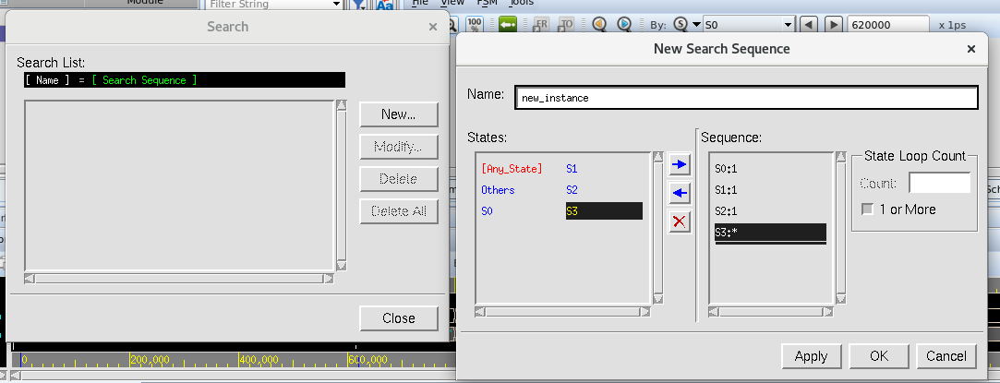 Module
Filter String
File View FSM Tools
100
%
FR TO By: S S0 620000 x 1ps
Search
Search List:
[ Name ] = [ Search Sequence ]
New...
Modify...
Delete
Delete All
Close
0 200,000 400,000 600,000
New Search Sequence
Name: new_instance
States:
[Any_State] S1
Others S2
S0 S3
Sequence:
S0:1
S1:1
S2:1
S3:*
State Loop Count
Count:
1 or More
Apply OK Cancel